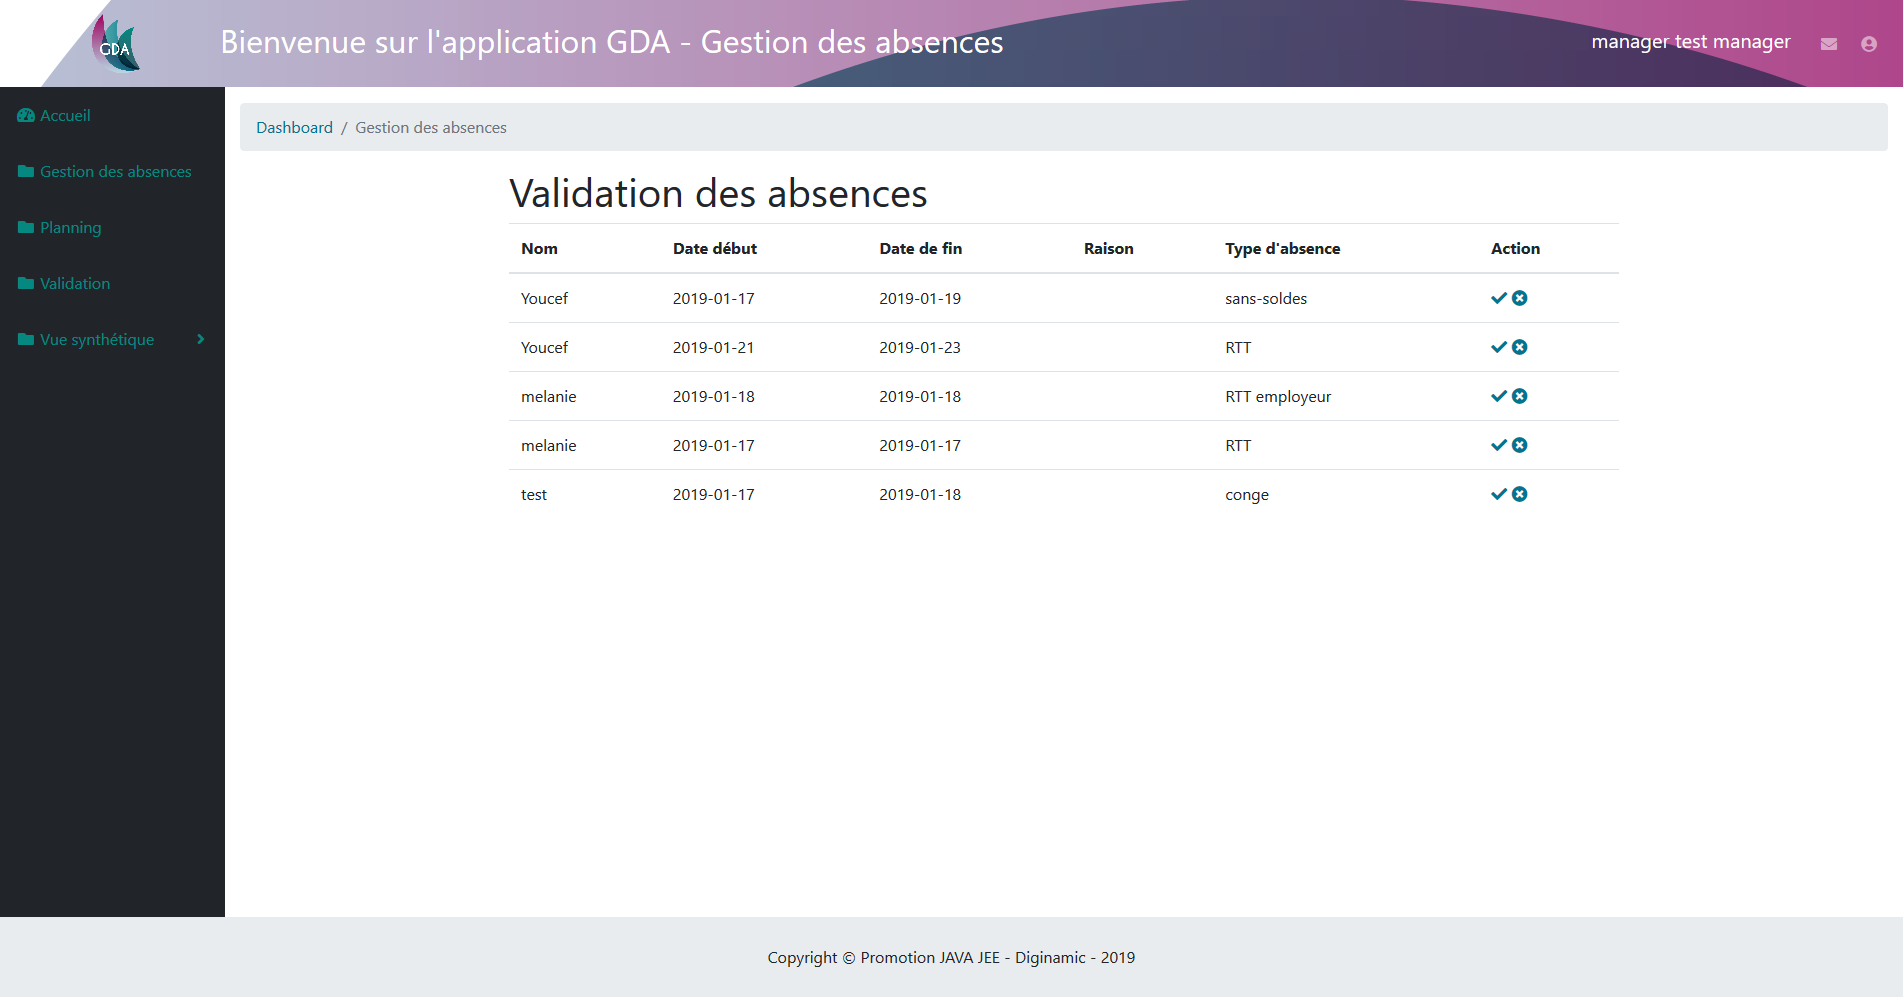 GDA
Bienvenue sur l'application GDA - Gestion des absences
manager test manager
Accueil
Gestion des absences
Planning
Validation
Vue synthétique
Dashboard / Gestion des absences
Validation des absences
Nom Date début Date de fin Raison Type d'absence Action
Youcef 2019-01-17 2019-01-19 sans-soldes
Youcef 2019-01-21 2019-01-23 RTT
melanie 2019-01-18 2019-01-18 RTT employeur
melanie 2019-01-17 2019-01-17 RTT
test 2019-01-17 2019-01-18 conge
Copyright © Promotion JAVA JEE - Diginamic - 2019